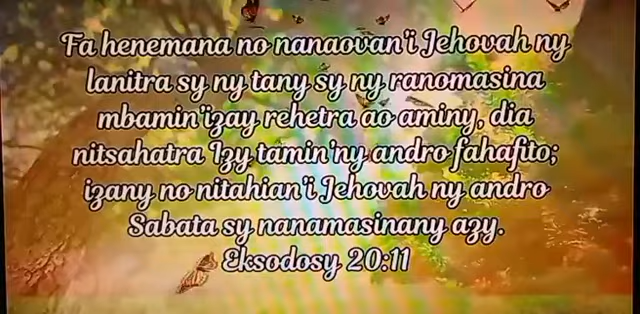 Fa henemana no nanaovan'i Jehovah ny
lanitra sy ny tany sy ny ranomasina
mbamin'izay rehetra ao aminy, dia
nitsahatra Izy tamin'ny andro fahafito;
izany no nitahian'i Jehovah ny andro
Sabata sy nanamasinany azy.
Eksodosy 20:11